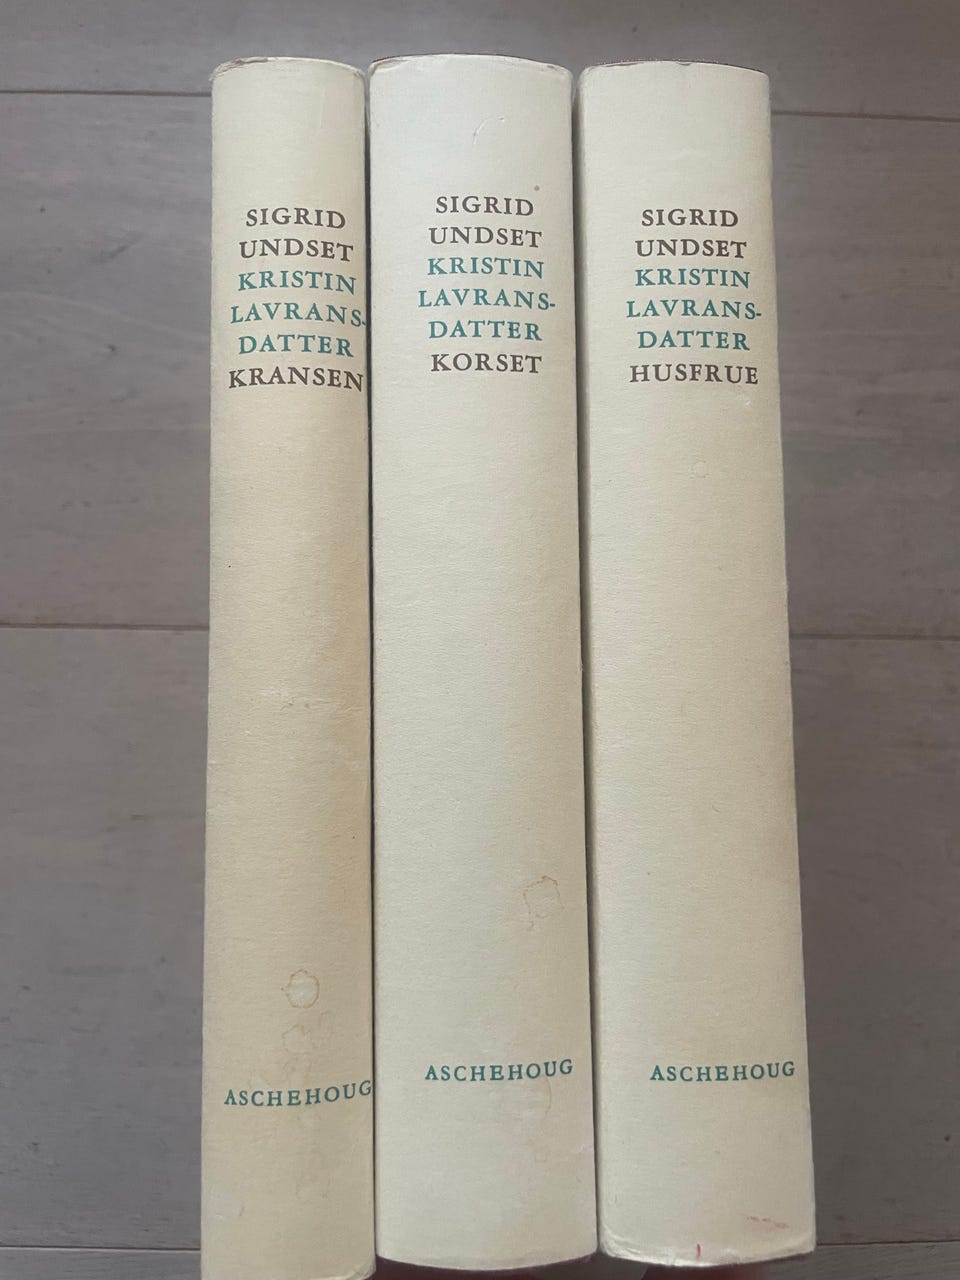 SIGRID
UNDSET
KRISTIN
LAVRANS-
DATTER
KRANSEN
ASCHEHOUG
SIGRID
UNDSET
KRISTIN
LAVRANS-
DATTER
KORSET
ASCHEHOUG
SIGRID
UNDSET
KRISTIN
LAVRANS-
DATTER
HUSFRUE
ASCHEHOUG